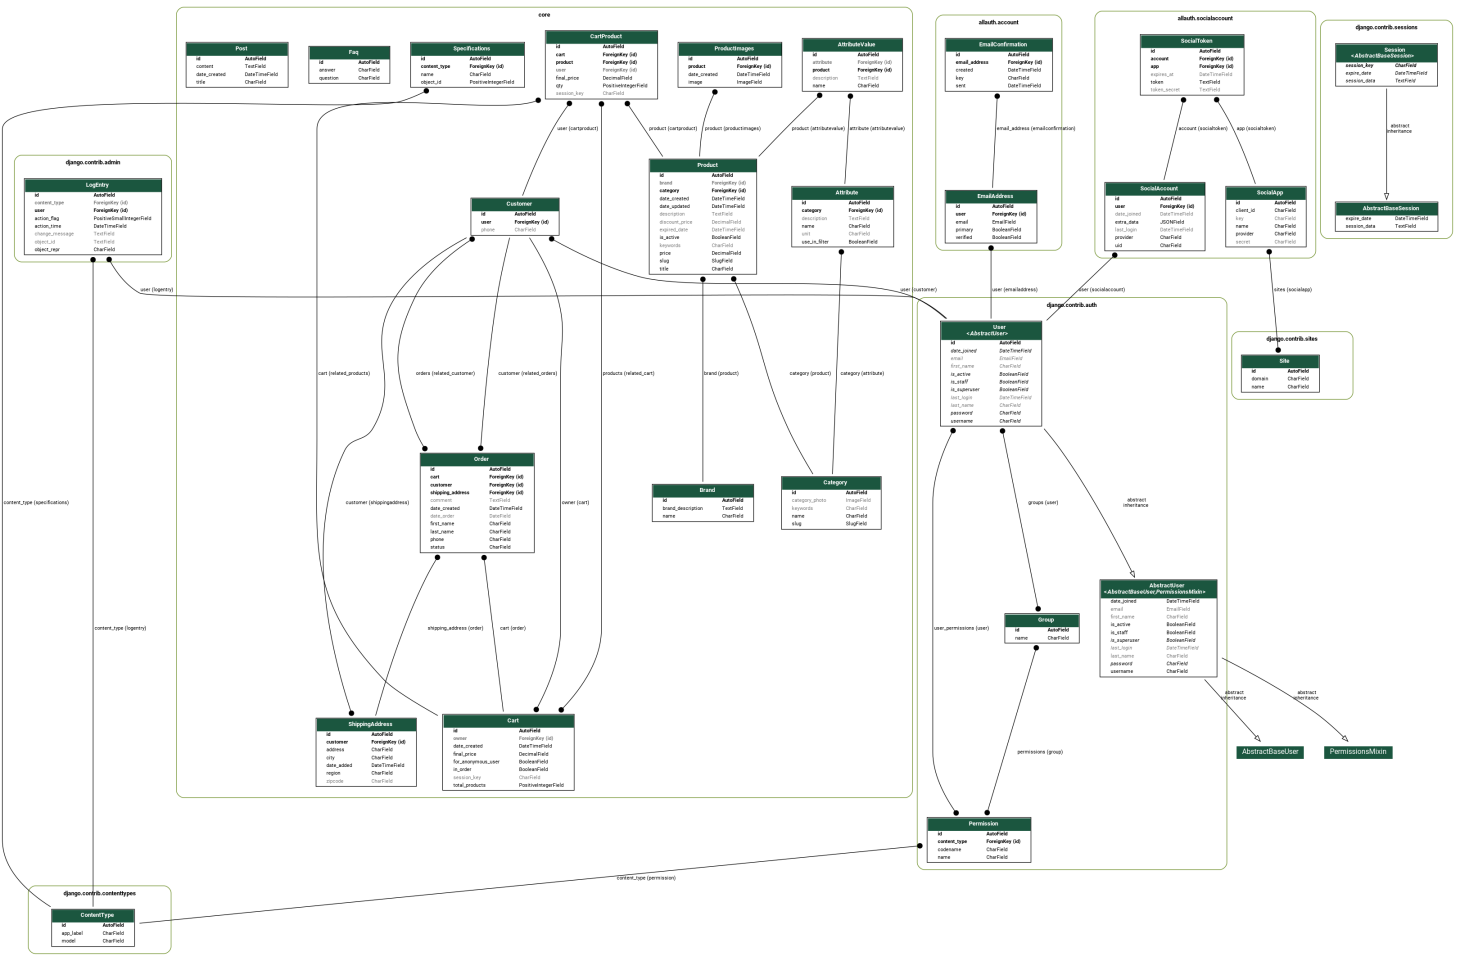 core
Post
id AutoField
content TextField
date_created DateTimeField
title CharField
Faq
id AutoField
answer CharField
question CharField
Specifications
id AutoField
content_type ForeignKey (id)
name CharField
object_id PositiveIntegerField
CartProduct
id AutoField
cart ForeignKey (id)
product ForeignKey (id)
user ForeignKey (id)
final_price DecimalField
qty PositiveIntegerField
session_key CharField
ProductImages
id AutoField
product ForeignKey (id)
date_created DateTimeField
image ImageField
AttributeValue
id AutoField
attribute ForeignKey (id)
product ForeignKey (id)
description TextField
name CharField
allauth.account
EmailConfirmation
id AutoField
email_address ForeignKey (id)
created DateTimeField
key CharField
sent DateTimeField
allauth.socialaccount
SocialToken
id AutoField
account ForeignKey (id)
app ForeignKey (id)
expires_at DateTimeField
token TextField
token_secret TextField
django.contrib.sessions
Session
<AbstractBaseSession>
session_key CharField
expire_date DateTimeField
session_data TextField
user (cartproduct)
product (cartproduct)
product (productimages)
product (attributevalue)
attribute (attributevalue)
email_address (emailconfirmation)
account (socialtoken)
app (socialtoken)
abstract
inheritance
django.contrib.admin
LogEntry
id AutoField
content_type ForeignKey (id)
user ForeignKey (id)
action_flag PositiveSmallIntegerField
action_time DateTimeField
change_message TextField
object_id TextField
object_repr CharField
Customer
id AutoField
user ForeignKey (id)
phone CharField
Product
id AutoField
brand ForeignKey (id)
category ForeignKey (id)
date_created DateTimeField
date_updated DateTimeField
description TextField
discount_price DecimalField
expired_date DateTimeField
is_active BooleanField
keywords CharField
price DecimalField
slug SlugField
title CharField
Attribute
id AutoField
category ForeignKey (id)
description TextField
name CharField
unit CharField
use_in_filter BooleanField
EmailAddress
id AutoField
user ForeignKey (id)
email EmailField
primary BooleanField
verified BooleanField
SocialAccount
id AutoField
user ForeignKey (id)
date_joined DateTimeField
extra_data JSONField
last_login DateTimeField
provider CharField
uid CharField
SocialApp
id AutoField
client_id CharField
key CharField
name CharField
provider CharField
secret CharField
AbstractBaseSession
expire_date DateTimeField
session_data TextField
user (logentry)
user (customer)
user (emailaddress)
user (socialaccount)
sites (socialapp)
django.contrib.auth
User
<AbstractUser>
id AutoField
date_joined DateTimeField
email EmailField
first_name CharField
is_active BooleanField
is_staff BooleanField
is_superuser BooleanField
last_login DateTimeField
last_name CharField
password CharField
username CharField
django.contrib.sites
Site
id AutoField
domain CharField
name CharField
cart (related_products)
orders (related_customer)
customer (related_orders)
products (related_cart)
brand (product)
category (product)
category (attribute)
Order
id AutoField
cart ForeignKey (id)
customer ForeignKey (id)
shipping_address ForeignKey (id)
comment TextField
date_created DateTimeField
date_order DateField
first_name CharField
last_name CharField
phone CharField
status CharField
Brand
id AutoField
brand_description TextField
name CharField
Category
id AutoField
category_photo ImageField
keywords CharField
name CharField
slug SlugField
content_type (specifications)
customer (shippingaddress)
owner (cart)
groups (user)
abstract
inheritance
AbstractUser
<AbstractBaseUser,PermissionsMixin>
date_joined DateTimeField
email EmailField
first_name CharField
is_active BooleanField
is_staff BooleanField
is_superuser BooleanField
last_login DateTimeField
last_name CharField
password CharField
username CharField
Group
id AutoField
name CharField
content_type (logentry)
shipping_address (order)
cart (order)
user_permissions (user)
abstract
inheritance
abstract
inheritance
ShippingAddress
id AutoField
customer ForeignKey (id)
address CharField
city CharField
date_added DateTimeField
region CharField
zipcode CharField
Cart
id AutoField
owner ForeignKey (id)
date_created DateTimeField
final_price DecimalField
for_anonymous_user BooleanField
in_order BooleanField
session_key CharField
total_products PositiveIntegerField
permissions (group)
AbstractBaseUser
PermissionsMixin
Permission
id AutoField
content_type ForeignKey (id)
codename CharField
name CharField
content_type (permission)
django.contrib.contenttypes
ContentType
id AutoField
app_label CharField
model CharField